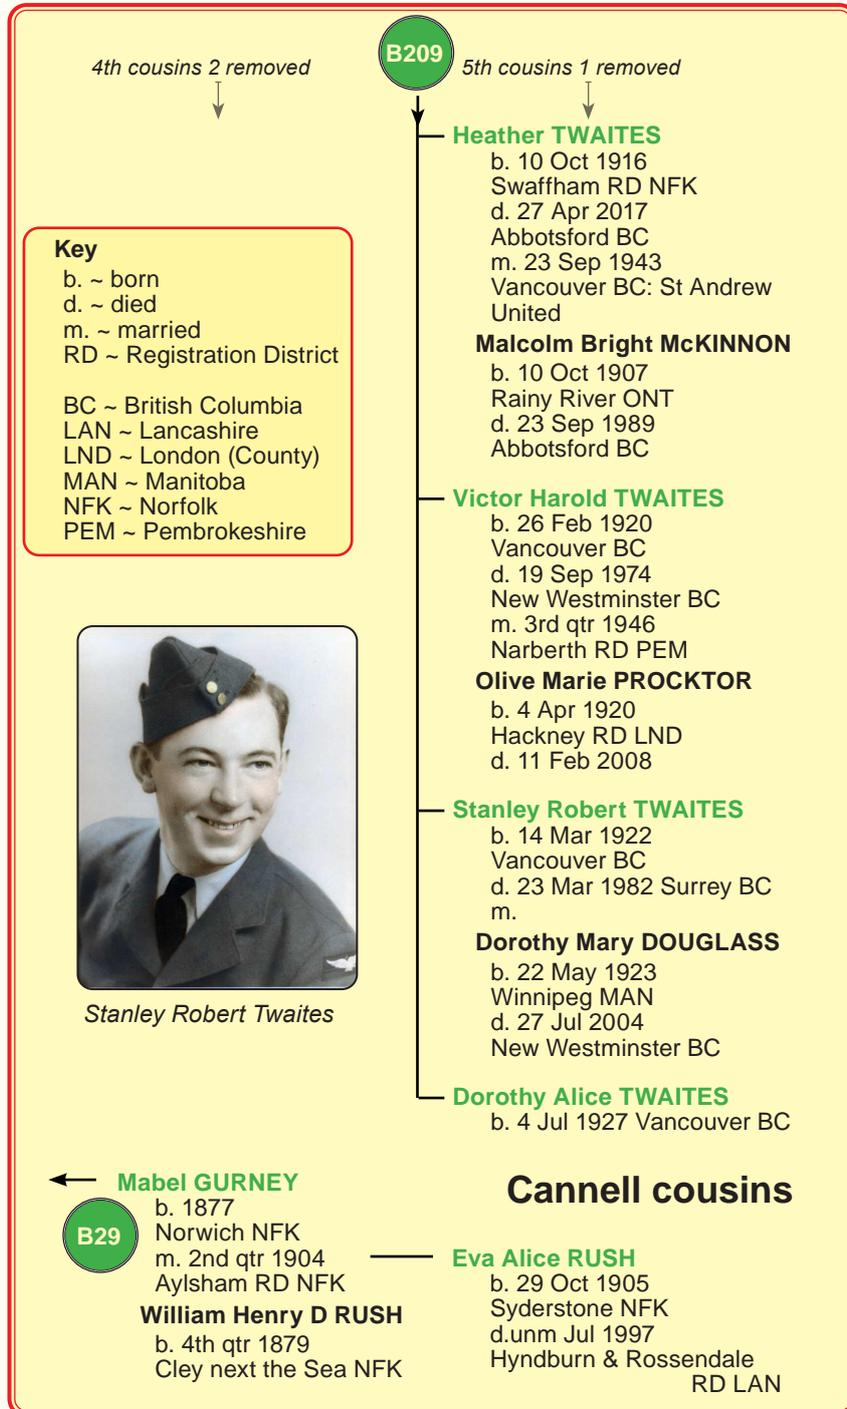 B209
4th cousins 2 removed
5th cousins 1 removed
Heather TWAITES
b. 10 Oct 1916
Swaffham RD NFK
d. 27 Apr 2017
Abbotsford BC
m. 23 Sep 1943
Vancouver BC: St Andrew
United
Malcolm Bright McKINNON
b. 10 Oct 1907
Rainy River ONT
d. 23 Sep 1989
Abbotsford BC
Key
b. ~ born
d. ~ died
m. ~ married
RD ~ Registration District
BC ~ British Columbia
LAN ~ Lancashire
LND ~ London (County)
MAN ~ Manitoba
NFK ~ Norfolk
PEM ~ Pembrokeshire
Victor Harold TWAITES
b. 26 Feb 1920
Vancouver BC
d. 19 Sep 1974
New Westminster BC
m. 3rd qtr 1946
Narberth RD PEM
Olive Marie PROCKTOR
b. 4 Apr 1920
Hackney RD LND
d. 11 Feb 2008
Stanley Robert TWAITES
b. 14 Mar 1922
Vancouver BC
d. 23 Mar 1982 Surrey BC
m.
Dorothy Mary DOUGLASS
b. 22 May 1923
Winnipeg MAN
d. 27 Jul 2004
New Westminster BC
Stanley Robert Twaites
Dorothy Alice TWAITES
b. 4 Jul 1927 Vancouver BC
Cannell cousins
Mabel GURNEY
b. 1877
Norwich NFK
m. 2nd qtr 1904
Aylsham RD NFK
B29
William Henry D RUSH
b. 4th qtr 1879
Cley next the Sea NFK
Eva Alice RUSH
b. 29 Oct 1905
Syderstone NFK
d.unm Jul 1997
Hyndburn & Rossendale
RD LAN